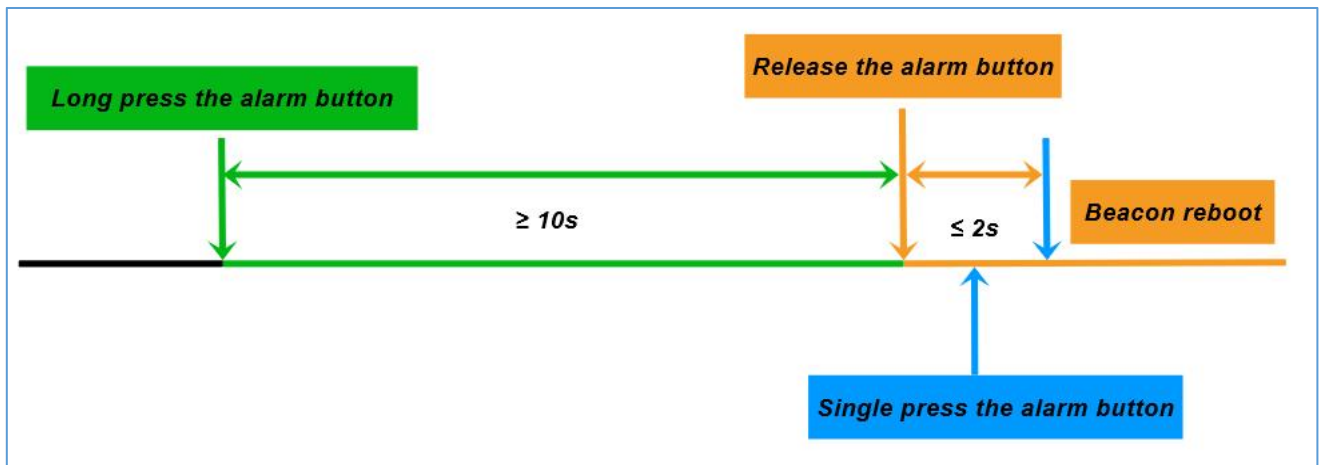 Release the alarm button
Long press the alarm button
Beacon reboot
≥ 10s
≤ 2s
Single press the alarm button